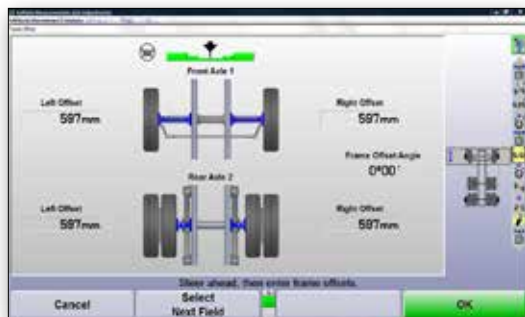 Front Axle 1
Left Offset
597mm
Right Offset
597mm
Frame Offset Angle
0°00'
Rear Axle 2
Left Offset
597mm
Right Offset
597mm
Steer ahead, then enter frame offsets.
Cancel
Select
Next Field
OK